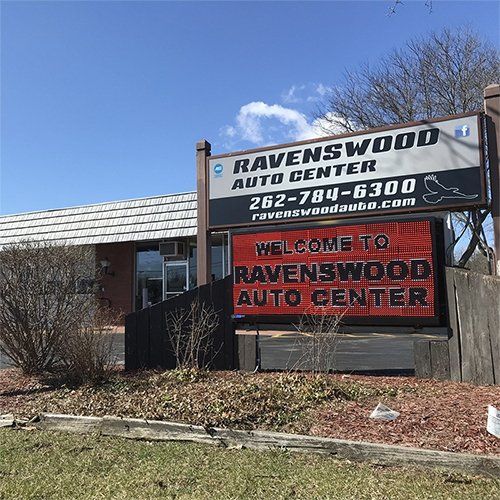 RAVENSWOOD
AUTO CENTER
262-784-6300
ravenswoodauto.com
WELCOME TO
RAVENSWOOD
AUTO CENTER